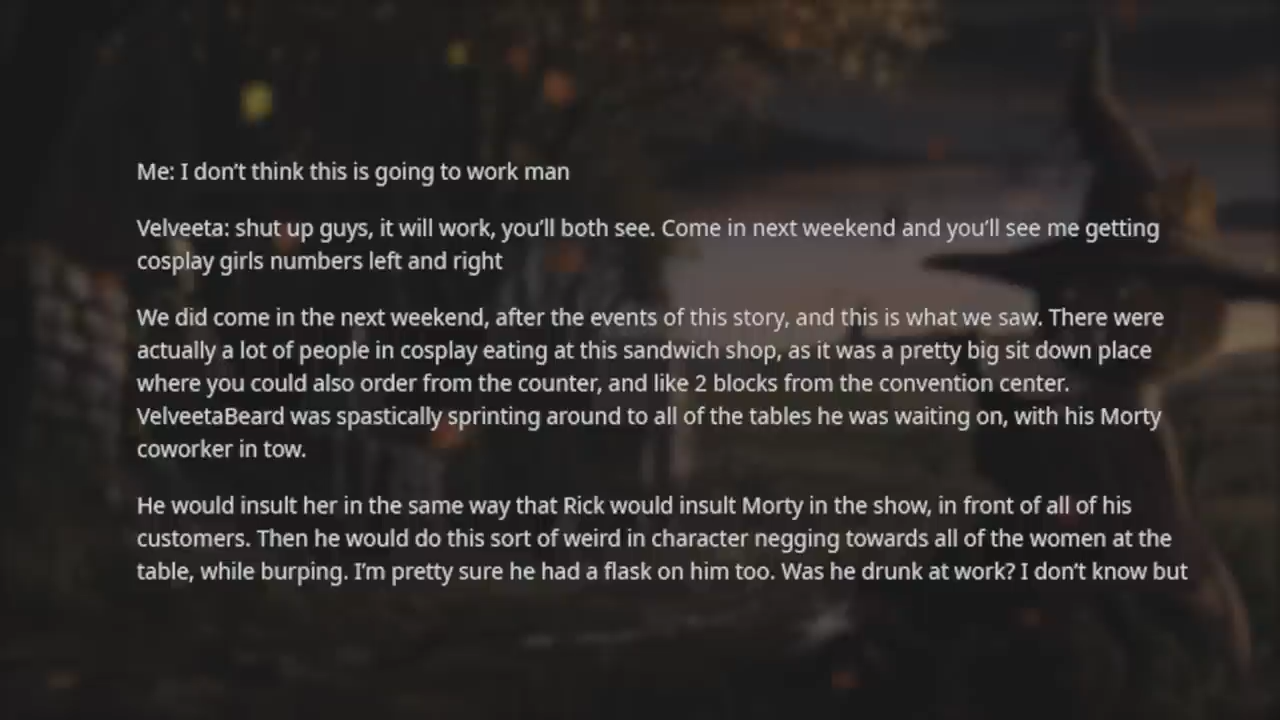 Me: I don’t think this is going to work man
Velveeta: shut up guys, it will work, you’ll both see. Come in next weekend and you’ll see me getting
cosplay girls numbers left and right
We did come in the next weekend, after the events of this story, and this is what we saw. There were
actually a lot of people in cosplay eating at this sandwich shop, as it was a pretty big sit down place
where you could also order from the counter, and like 2 blocks from the convention center.
VelveetaBeard was spastically sprinting around to all of the tables he was waiting on, with his Morty
coworker in tow.
He would insult her in the same way that Rick would insult Morty in the show, in front of all of his
customers. Then he would do this sort of weird in character negging towards all of the women at the
table, while burping. I’m pretty sure he had a flask on him too. Was he drunk at work? I don’t know but